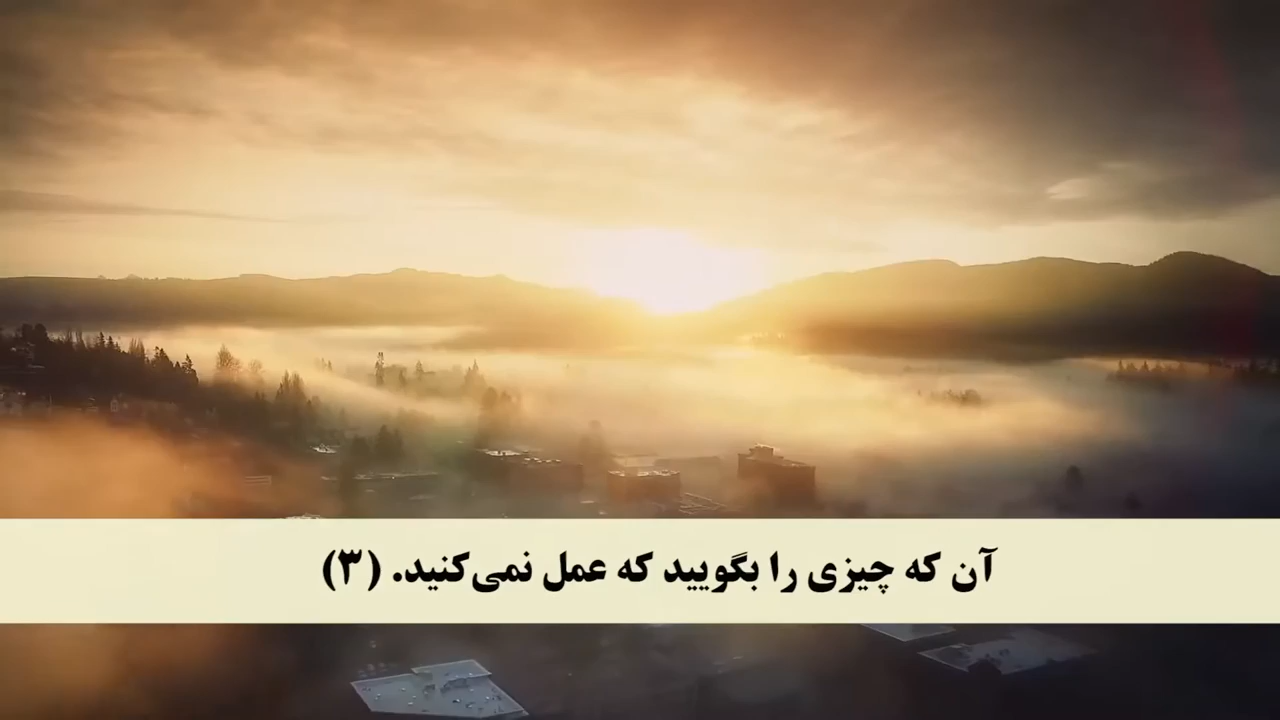 آن که چیزی را بگویید که عمل نمی‌کنید. (۳)